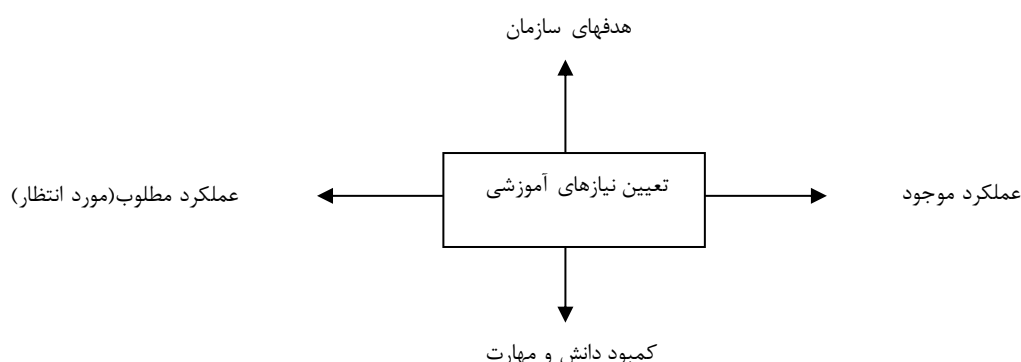 هدفهای سازمان
تعیین نیازهای آموزشی
عملکرد موجود
عملکرد مطلوب(مورد انتظار)
کمبود دانش و مهارت